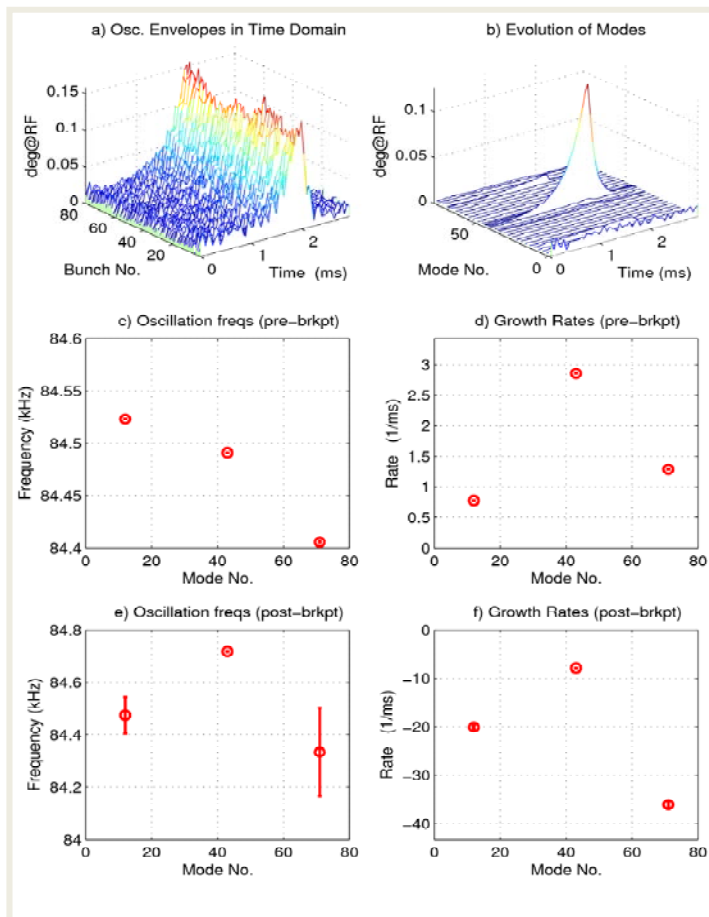 a) Osc. Envelopes in Time Domain
deg@RF
0.15
0.1
0.05
0
80
60
40
20
Bunch No.
0
1
2
Time (ms)
b) Evolution of Modes
deg@RF
0.1
0.05
0
50
0
Mode No.
0
1
2
Time (ms)
c) Oscillation freqs (pre-brkpt)
Frequency (kHz)
84.6
84.55
84.5
84.45
84.4
0 20 40 60 80
Mode No.
d) Growth Rates (pre-brkpt)
Rate (1/ms)
3
2.5
2
1.5
1
0.5
0
0 20 40 60 80
Mode No.
e) Oscillation freqs (post-brkpt)
Frequency (kHz)
84.8
84.6
84.4
84.2
84
0 20 40 60 80
Mode No.
f) Growth Rates (post-brkpt)
Rate (1/ms)
0
−10
−20
−30
−40
0 20 40 60 80
Mode No.